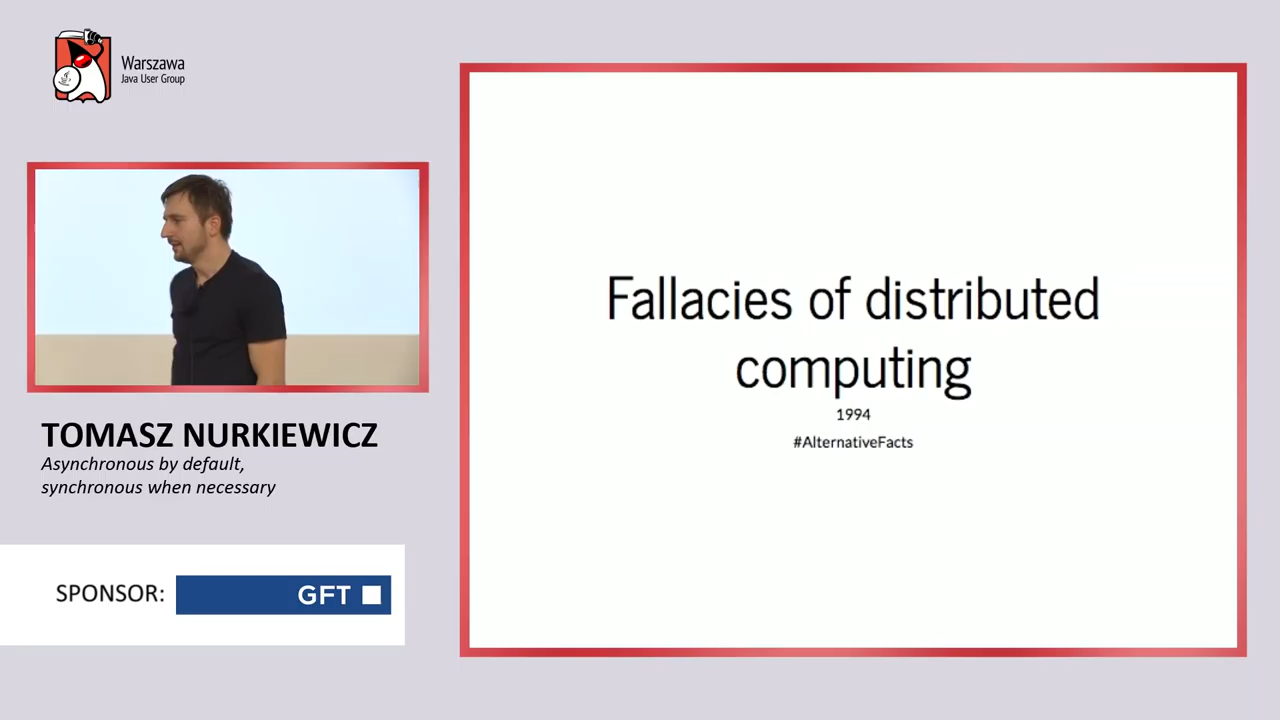 Warszawa
Java User Group
Fallacies of distributed
computing
1994
#AlternativeFacts
TOMASZ NURKIEWICZ
Asynchronous by default,
synchronous when necessary
SPONSOR:
GFT